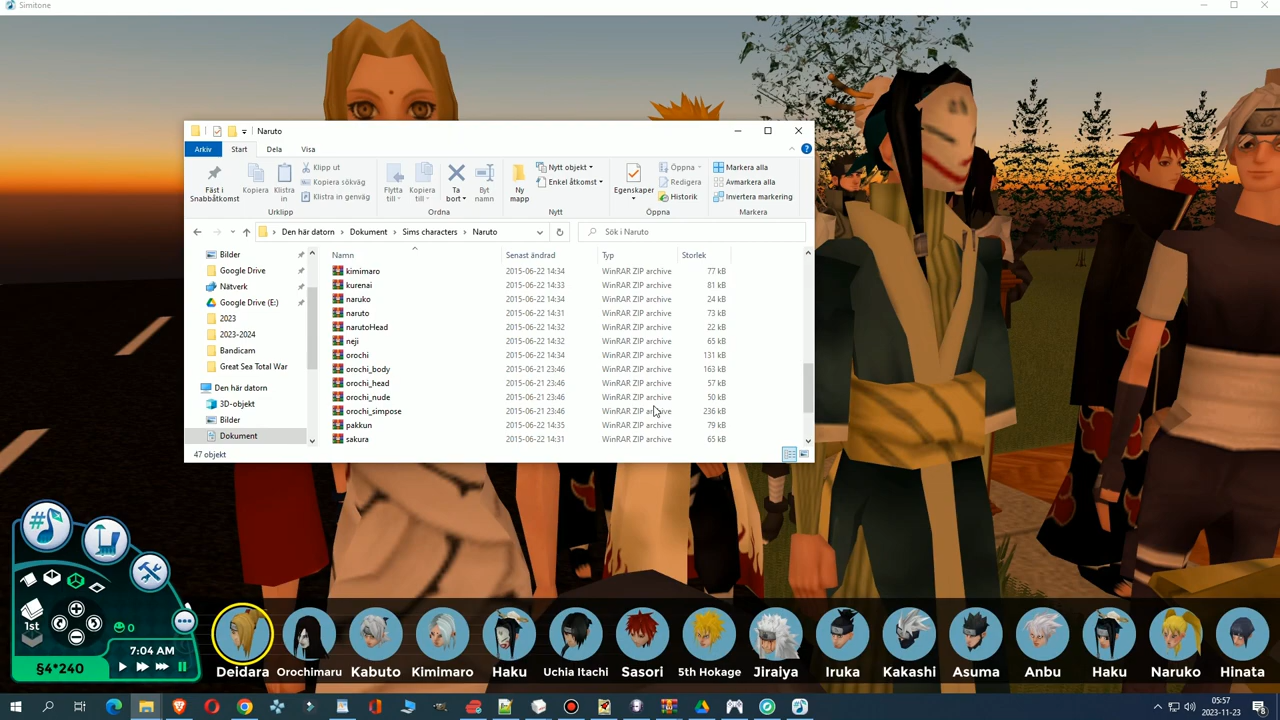 Simitone
Naruto
Arkiv Start Dela Visa
Fäst i Snabbåtkomst
Kopiera
Klistra in
Klipp ut
Kopiera sökväg
Klistra in genväg
Urklipp
Flytta till
Kopiera till
Ta bort
Byt namn
Ordna
Ny mapp
Nytt objekt
Enkel åtkomst
Nytt
Egenskaper
Öppna
Redigera
Historik
Öppna
Markera alla
Avmarkera alla
Invertera markering
Markera
Den här datorn Dokument Sims characters Naruto
Sök i Naruto
Bilder
Google Drive
Nätverk
Google Drive (E:)
2023
2023-2024
Bandicam
Great Sea Total War
Den här datorn
3D-objekt
Bilder
Dokument
Namn Senast ändrad Typ Storlek
kimimaro 2015-06-22 14:34 WinRAR ZIP archive 77 kB
kurenai 2015-06-22 14:33 WinRAR ZIP archive 81 kB
naruko 2015-06-22 14:34 WinRAR ZIP archive 24 kB
naruto 2015-06-22 14:31 WinRAR ZIP archive 73 kB
narutoHead 2015-06-22 14:32 WinRAR ZIP archive 22 kB
neji 2015-06-22 14:32 WinRAR ZIP archive 65 kB
orochi 2015-06-22 14:34 WinRAR ZIP archive 131 kB
orochi_body 2015-06-21 23:46 WinRAR ZIP archive 163 kB
orochi_head 2015-06-21 23:46 WinRAR ZIP archive 57 kB
orochi_nude 2015-06-21 23:46 WinRAR ZIP archive 50 kB
orochi_simpose 2015-06-21 23:46 WinRAR ZIP archive 236 kB
pakkun 2015-06-22 14:35 WinRAR ZIP archive 79 kB
sakura 2015-06-22 14:31 WinRAR ZIP archive 65 kB
47 objekt
1st
0
7:04 AM
§4*240
Deidara Orochimaru Kabuto Kimimaro Haku Uchia Itachi Sasori 5th Hokage Jiraiya Iruka Kakashi Asuma Anbu Haku Naruko Hinata
05:57
2023-11-23
8